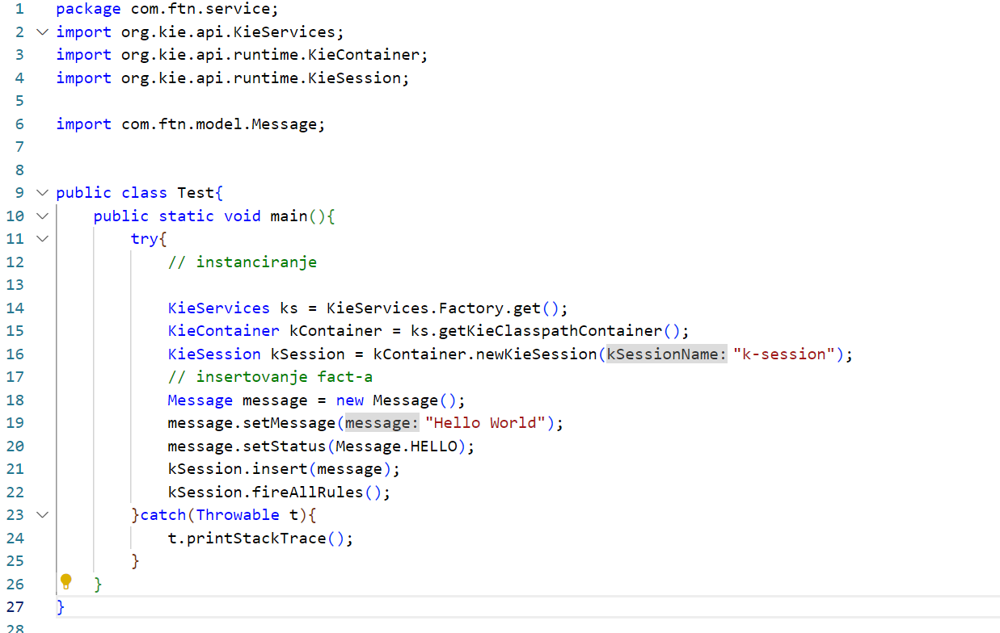 1 package com.ftn.service;
2 import org.kie.api.KieServices;
3 import org.kie.api.runtime.KieContainer;
4 import org.kie.api.runtime.KieSession;
5
6 import com.ftn.model.Message;
7
8
9 public class Test{
10 public static void main(){
11 try{
12 // instanciranje
13
14 KieServices ks = KieServices.Factory.get();
15 KieContainer kContainer = ks.getKieClasspathContainer();
16 KieSession kSession = kContainer.newKieSession(kSessionName: "k-session");
17 // insertovanje fact-a
18 Message message = new Message();
19 message.setMessage(message: "Hello World");
20 message.setStatus(Message.HELLO);
21 kSession.insert(message);
22 kSession.fireAllRules();
23 }catch(Throwable t){
24 t.printStackTrace();
25 }
26 }
27 }
28